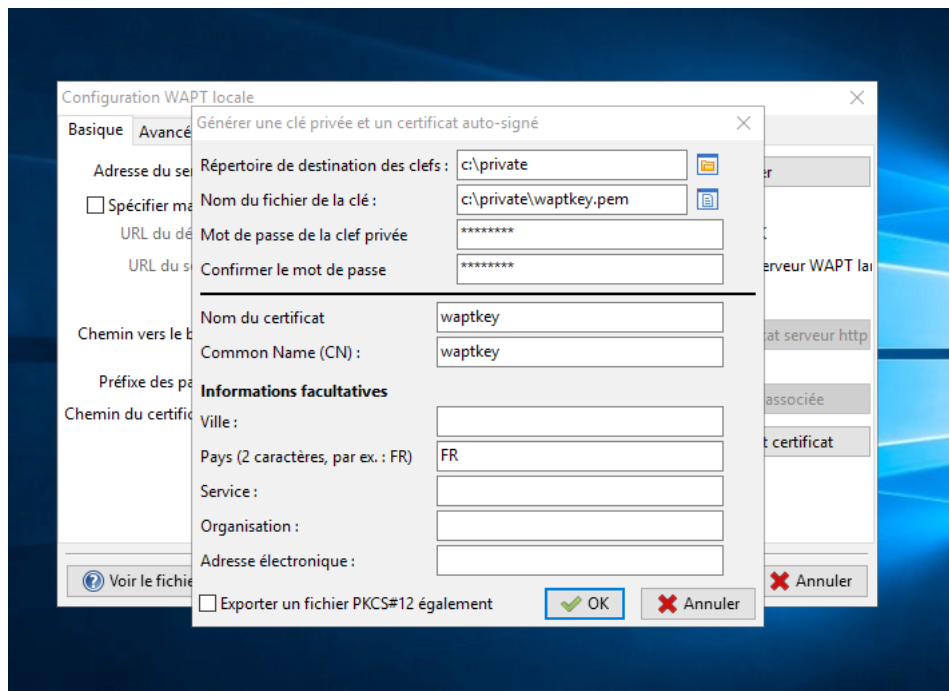 Configuration WAPT locale
Basique Avancé
Générer une clé privée et un certificat auto-signé
Répertoire de destination des clefs : c:\private
Nom du fichier de la clé : c:\private\waptkey.pem
Mot de passe de la clef privée ********
Confirmer le mot de passe ********
Nom du certificat waptkey
Common Name (CN) : waptkey
Informations facultatives
Ville :
Pays (2 caractères, par ex. : FR) FR
Service :
Organisation :
Adresse électronique :
Exporter un fichier PKCS#12 également OK Annuler
Adresse du se
Spécifier ma
URL du dé
URL du s
erveur WAPT la
Chemin vers le b
cat serveur http
Préfixe des pa
associée
Chemin du certific
t certificat
Voir le fichie
Annuler